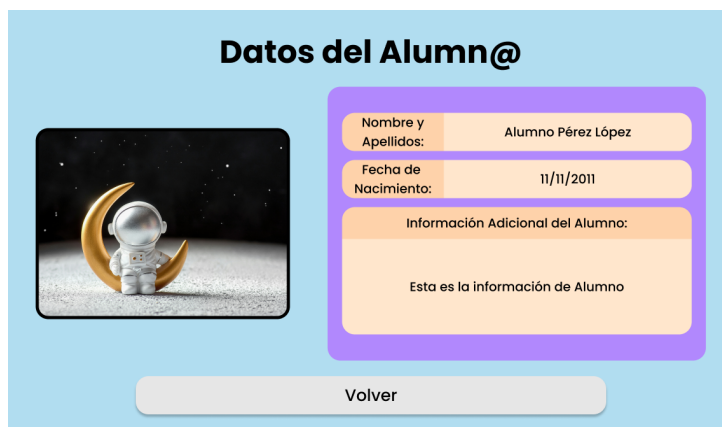 Datos del Alumn@
Nombre y
Apellidos:
Alumno Pérez López
Fecha de
Nacimiento:
11/11/2011
Información Adicional del Alumno:
Esta es la información de Alumno
Volver